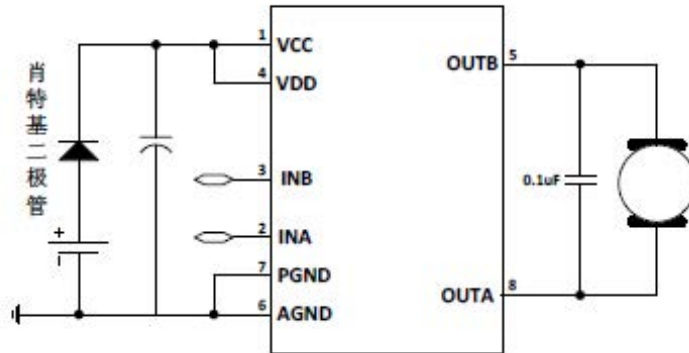 肖特基二极管
+
-
1
VCC
4
VDD
3
INB
2
INA
7
PGND
6
AGND
OUTB
5
0.1uF
OUTA
8